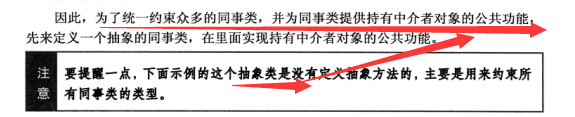 因此，为了统一约束众多的同事类，并为同事类提供持有中介者对象的公共功能，
先来定义一个抽象的同事类，在里面实现持有中介者对象的公共功能。
注意
要提醒一点，下面示例的这个抽象类是没有定义抽象方法的，主要是用来约束所
有同事类的类型。